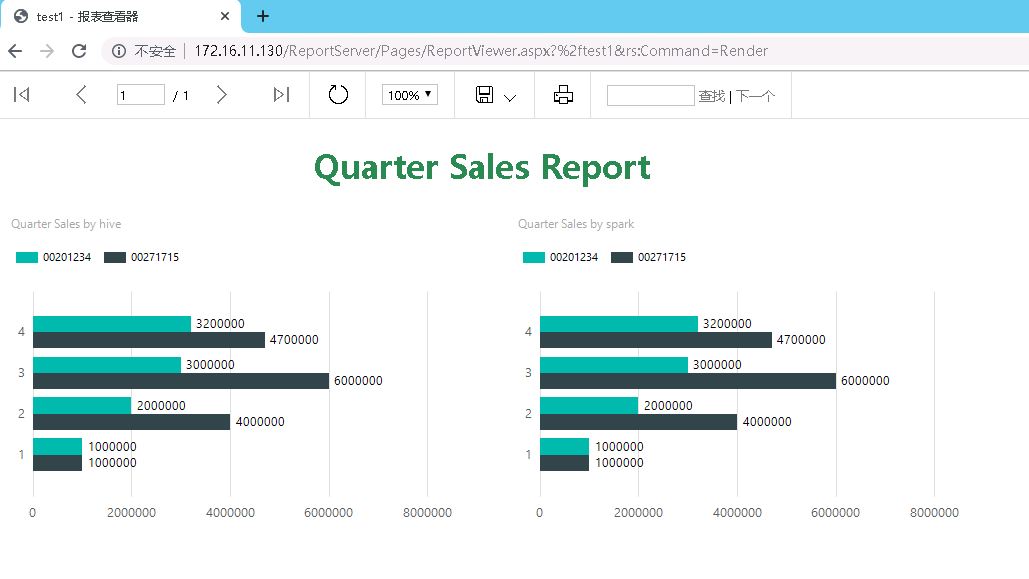 test1 - 报表查看器
不安全 | 172.16.11.130/ReportServer/Pages/ReportViewer.aspx?%2ftest1&rs:Command=Render
1 / 1 100% 查找 | 下一个
Quarter Sales Report
Quarter Sales by hive
00201234 00271715
4 3200000
4700000
3 3000000
6000000
2 2000000
4000000
1 1000000
1000000
0 2000000 4000000 6000000 8000000
Quarter Sales by spark
00201234 00271715
4 3200000
4700000
3 3000000
6000000
2 2000000
4000000
1 1000000
1000000
0 2000000 4000000 6000000 8000000